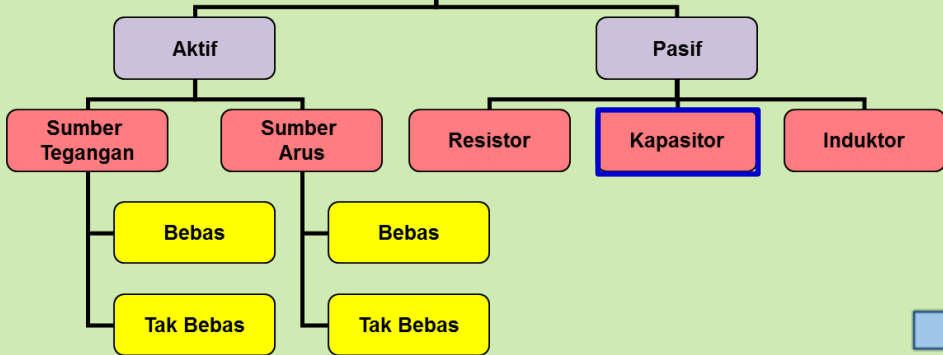 Aktif
Pasif
Sumber
Tegangan
Sumber
Arus
Resistor
Kapasitor
Induktor
Bebas
Bebas
Tak Bebas
Tak Bebas